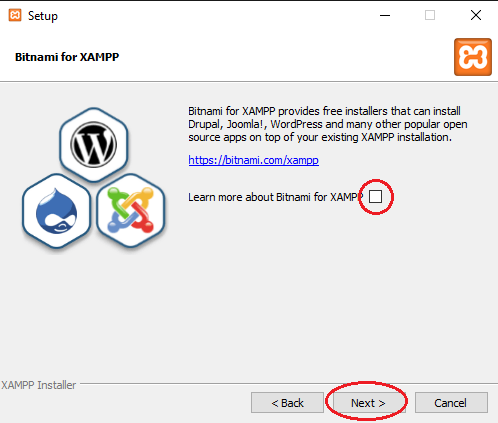 Setup
Bitnami for XAMPP
Bitnami for XAMPP provides free installers that can install
Drupal, Joomla!, WordPress and many other popular open
source apps on top of your existing XAMPP installation.
https://bitnami.com/xampp
Learn more about Bitnami for XAMPP
XAMPP Installer
< Back
Next >
Cancel